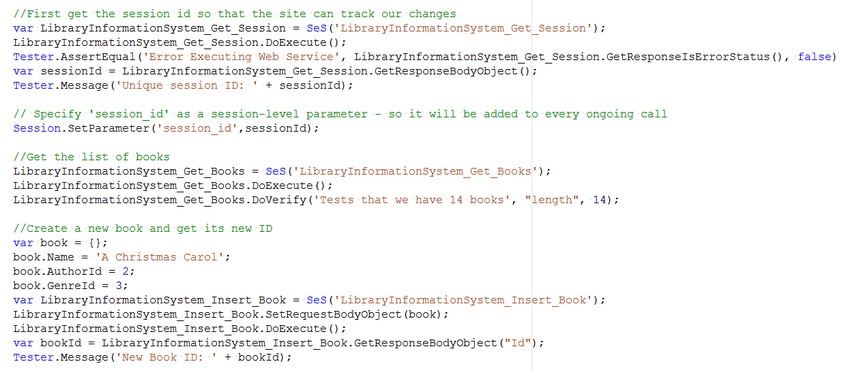 //First get the session id so that the site can track our changes
var LibraryInformationSystem_Get_Session = SeS('LibraryInformationSystem_Get_Session');
LibraryInformationSystem_Get_Session.DoExecute();
Tester.AssertEqual('Error Executing Web Service', LibraryInformationSystem_Get_Session.GetResponseIsErrorStatus(), false)
var sessionId = LibraryInformationSystem_Get_Session.GetResponseBodyObject();
Tester.Message('Unique session ID: ' + sessionId);
// Specify 'session_id' as a session-level parameter - so it will be added to every ongoing call
Session.SetParameter('session_id',sessionId);
//Get the list of books
LibraryInformationSystem_Get_Books = SeS('LibraryInformationSystem_Get_Books');
LibraryInformationSystem_Get_Books.DoExecute();
LibraryInformationSystem_Get_Books.DoVerify('Tests that we have 14 books', "length", 14);
//Create a new book and get its new ID
var book = {};
book.Name = 'A Christmas Carol';
book.AuthorId = 2;
book.GenreId = 3;
var LibraryInformationSystem_Insert_Book = SeS('LibraryInformationSystem_Insert_Book');
LibraryInformationSystem_Insert_Book.SetRequestBodyObject(book);
LibraryInformationSystem_Insert_Book.DoExecute();
var bookId = LibraryInformationSystem_Insert_Book.GetResponseBodyObject("Id");
Tester.Message('New Book ID: ' + bookId);